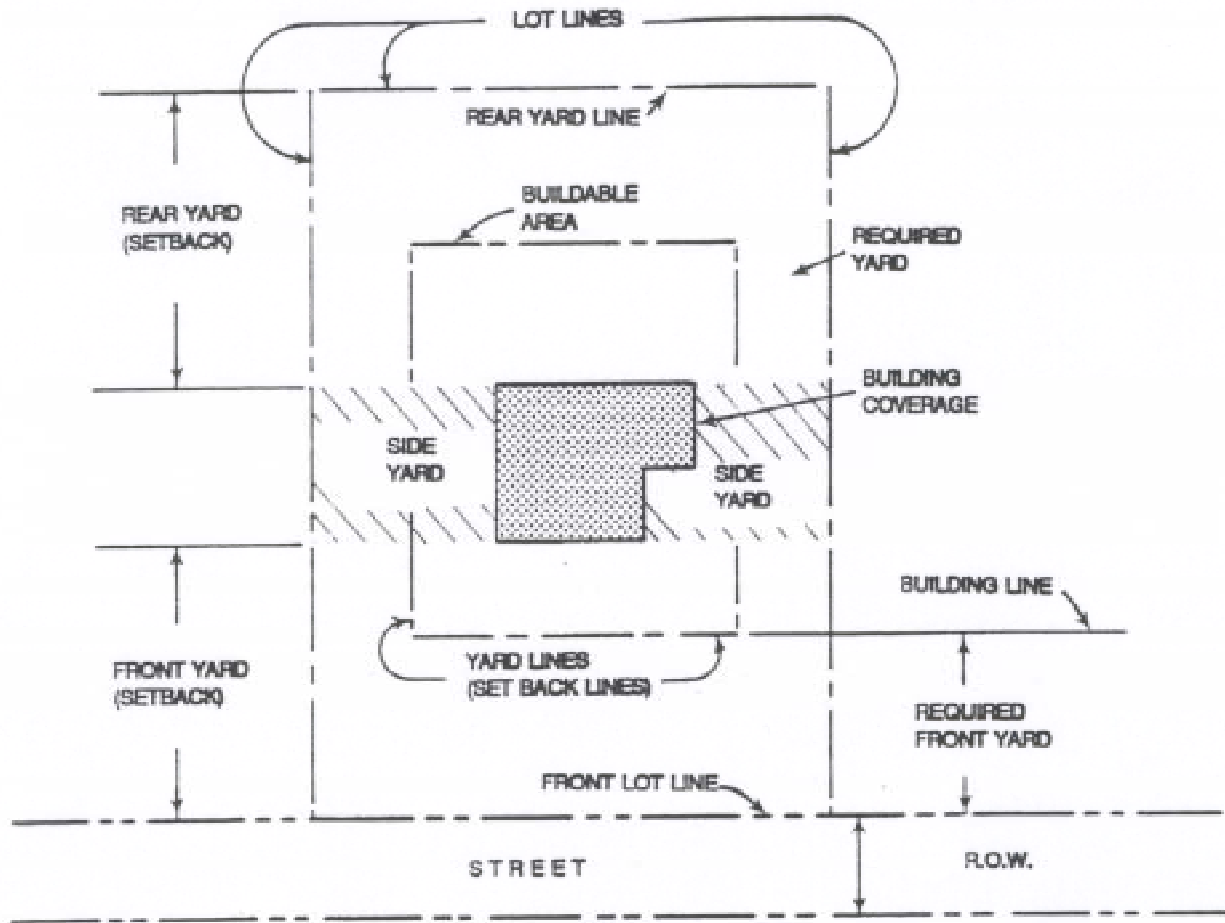 LOT LINES
REAR YARD LINE
BUILDABLE
AREA
REAR YARD
(SETBACK)
REQUIRED
YARD
BUILDING
COVERAGE
SIDE
YARD
SIDE
YARD
BUILDING LINE
YARD LINES
(SET BACK LINES)
FRONT YARD
(SETBACK)
REQUIRED
FRONT YARD
FRONT LOT LINE
STREET
R.O.W.